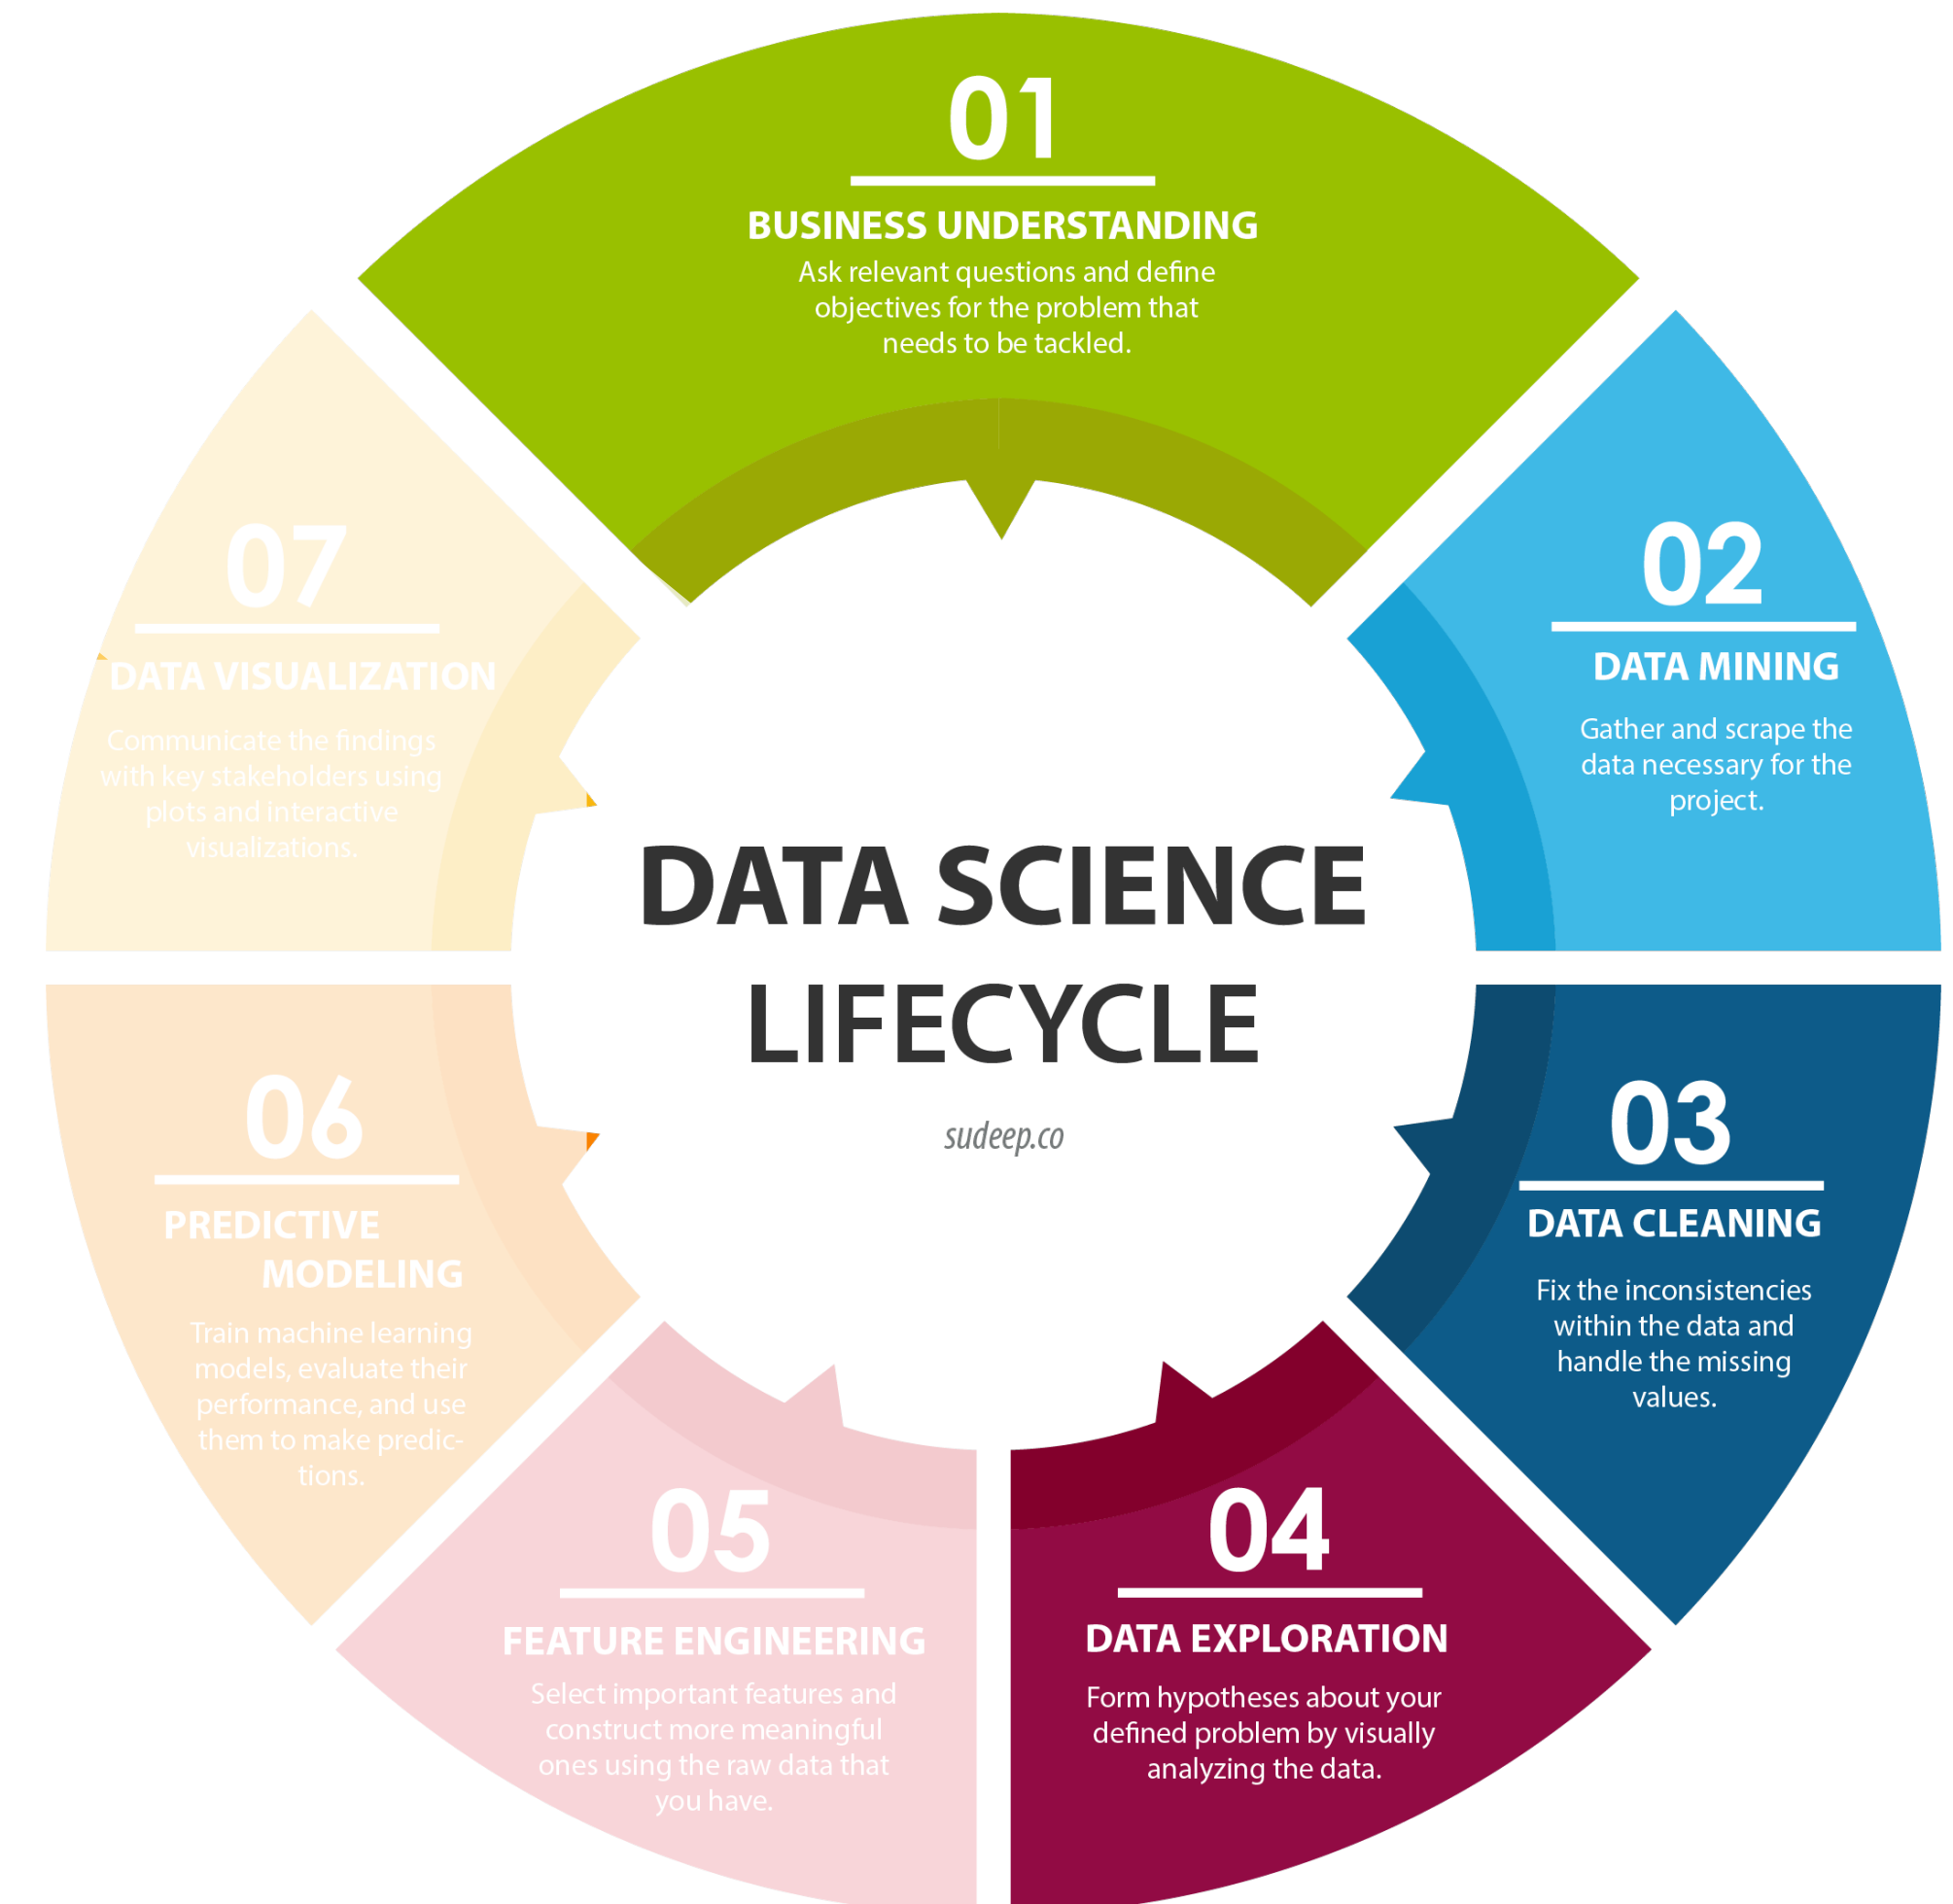 01
BUSINESS UNDERSTANDING
Ask relevant questions and define
objectives for the problem that
needs to be tackled.
02
DATA MINING
Gather and scrape the
data necessary for the
project.
03
DATA CLEANING
Fix the inconsistencies
within the data and
handle the missing
values.
04
DATA EXPLORATION
Form hypotheses about your
defined problem by visually
analyzing the data.
05
FEATURE ENGINEERING
Select important features and
construct more meaningful
ones using the raw data that
you have.
06
PREDICTIVE
MODELING
Train machine learning
models, evaluate their
performance, and use
them to make predic-
tions.
07
DATA VISUALIZATION
Communicate the findings
with key stakeholders using
plots and interactive
visualizations.
DATA SCIENCE
LIFECYCLE
sudeep.co